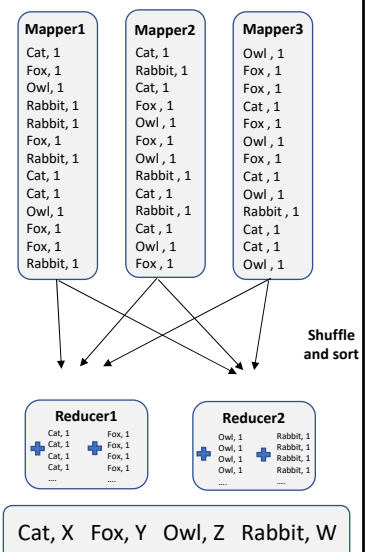 Mapper1
Cat, 1
Fox, 1
Owl, 1
Rabbit, 1
Rabbit, 1
Fox, 1
Rabbit, 1
Cat, 1
Cat, 1
Owl, 1
Fox, 1
Fox, 1
Rabbit, 1
Mapper2
Cat, 1
Rabbit, 1
Cat, 1
Fox , 1
Owl , 1
Fox , 1
Owl , 1
Rabbit , 1
Cat , 1
Rabbit , 1
Cat , 1
Owl , 1
Fox , 1
Mapper3
Owl , 1
Fox , 1
Fox , 1
Cat , 1
Fox , 1
Owl , 1
Fox , 1
Cat , 1
Owl , 1
Rabbit , 1
Cat , 1
Cat , 1
Owl , 1
Shuffle
and sort
Reducer1
Cat, 1
Cat, 1
Cat, 1
Cat, 1
....
Fox, 1
Fox, 1
Fox, 1
Fox, 1
....
Reducer2
Owl, 1
Owl, 1
Owl, 1
Owl, 1
....
Rabbit, 1
Rabbit, 1
Rabbit, 1
Rabbit, 1
....
Cat, X Fox, Y Owl, Z Rabbit, W